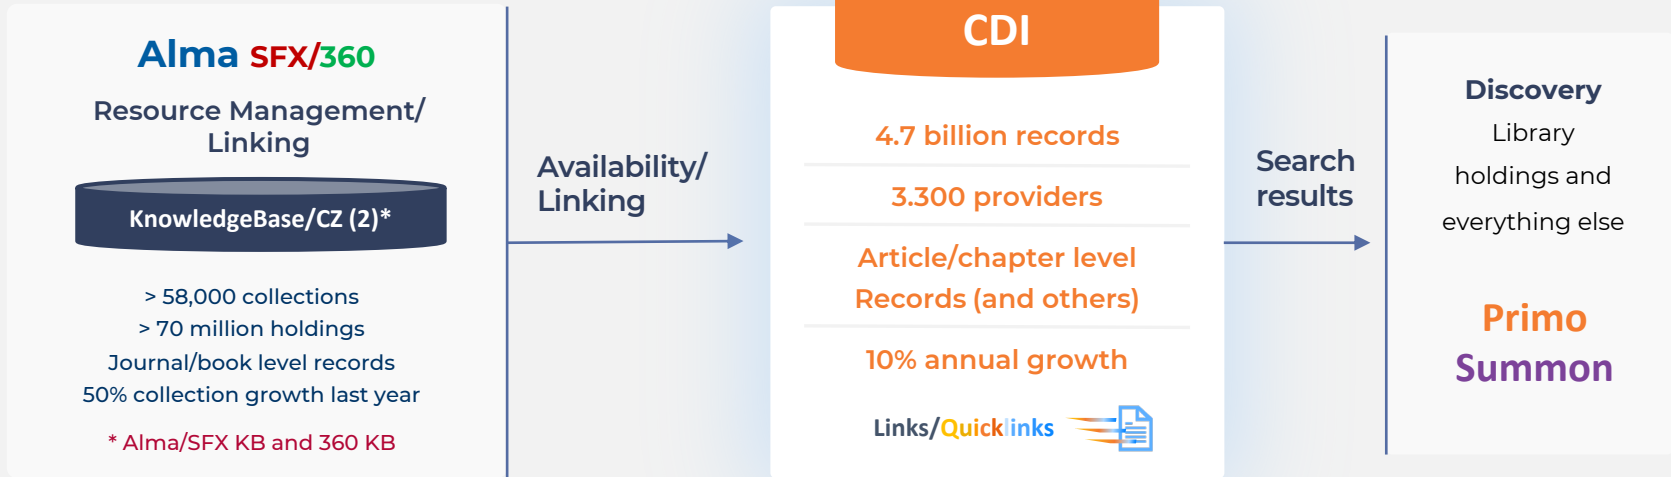 Alma SFX/360
Resource Management/
Linking
KnowledgeBase/CZ (2)*
> 58,000 collections
> 70 million holdings
Journal/book level records
50% collection growth last year
* Alma/SFX KB and 360 KB
Availability/
Linking
CDI
4.7 billion records
3.300 providers
Article/chapter level
Records (and others)
10% annual growth
Links/Quicklinks
Search
results
Discovery
Library
holdings and
everything else
Primo
Summon